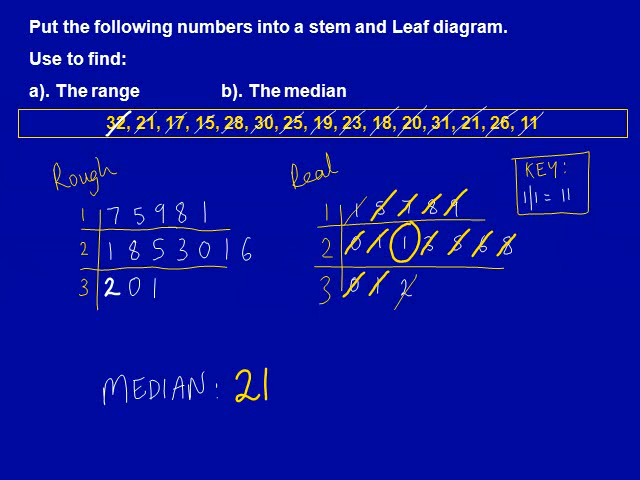 Put the following numbers into a stem and Leaf diagram.
Use to find:
a). The range b). The median
32, 21, 17, 15, 28, 30, 25, 19, 23, 18, 20, 31, 21, 26, 11
Rough Real KEY:
1/1 = 11
1 7 5 9 8 1
2 1 8 5 3 0 1 6
3 2 0 1
1 1 5 7 8 9
2 0 1 1 3 5 6 8
3 0 1 2
MEDIAN: 21